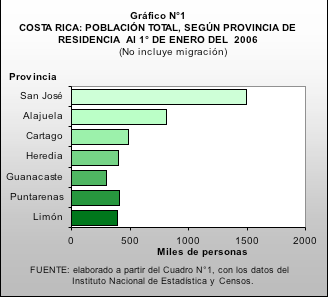 Gráfico N°1
COSTA RICA: POBLACIÓN TOTAL, SEGÚN PROVINCIA DE
RESIDENCIA Al 1° DE ENERO DEL 2006
(No incluye migración)
Provincia
San José
Alajuela
Cartago
Heredia
Guanacaste
Puntarenas
Limón
0 500 1000 1500 2000
Miles de personas
FUENTE: elaborado a partir del Cuadro N°1, con los datos del
Instituto Nacional de Estadística y Censos.